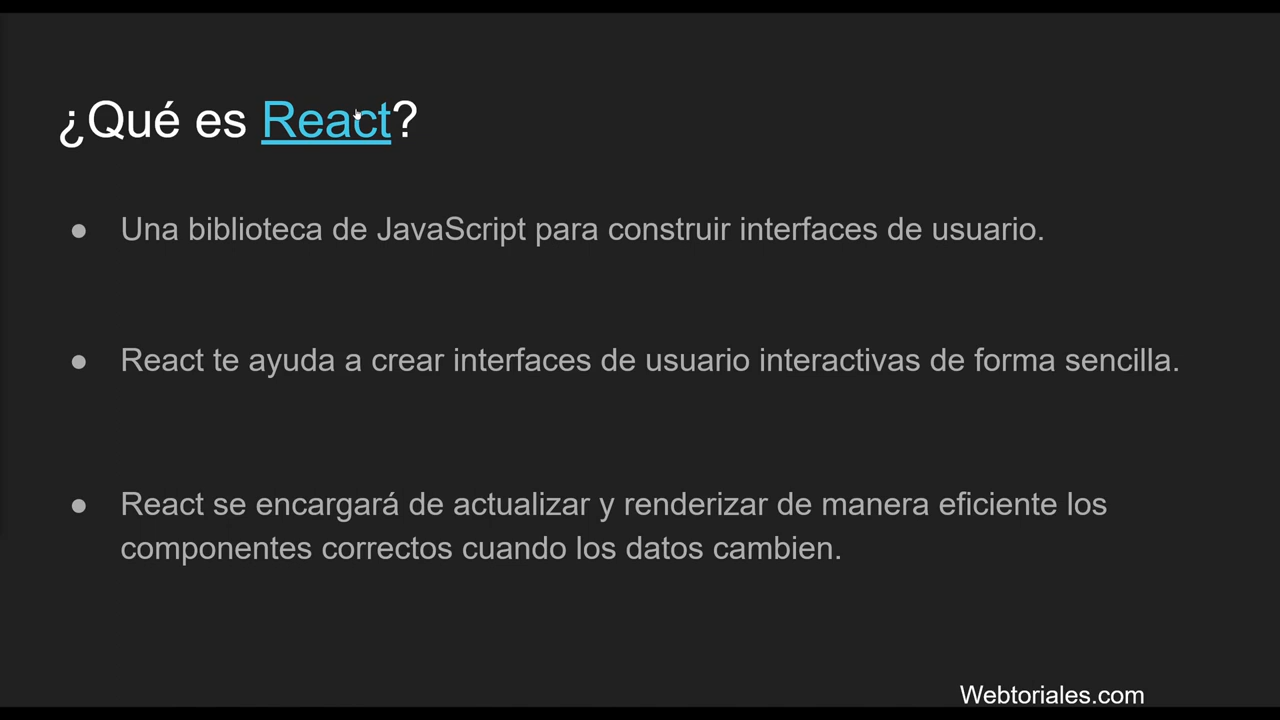 ¿Qué es React?
● Una biblioteca de JavaScript para construir interfaces de usuario.
● React te ayuda a crear interfaces de usuario interactivas de forma sencilla.
● React se encargará de actualizar y renderizar de manera eficiente los
componentes correctos cuando los datos cambien.
Webtoriales.com